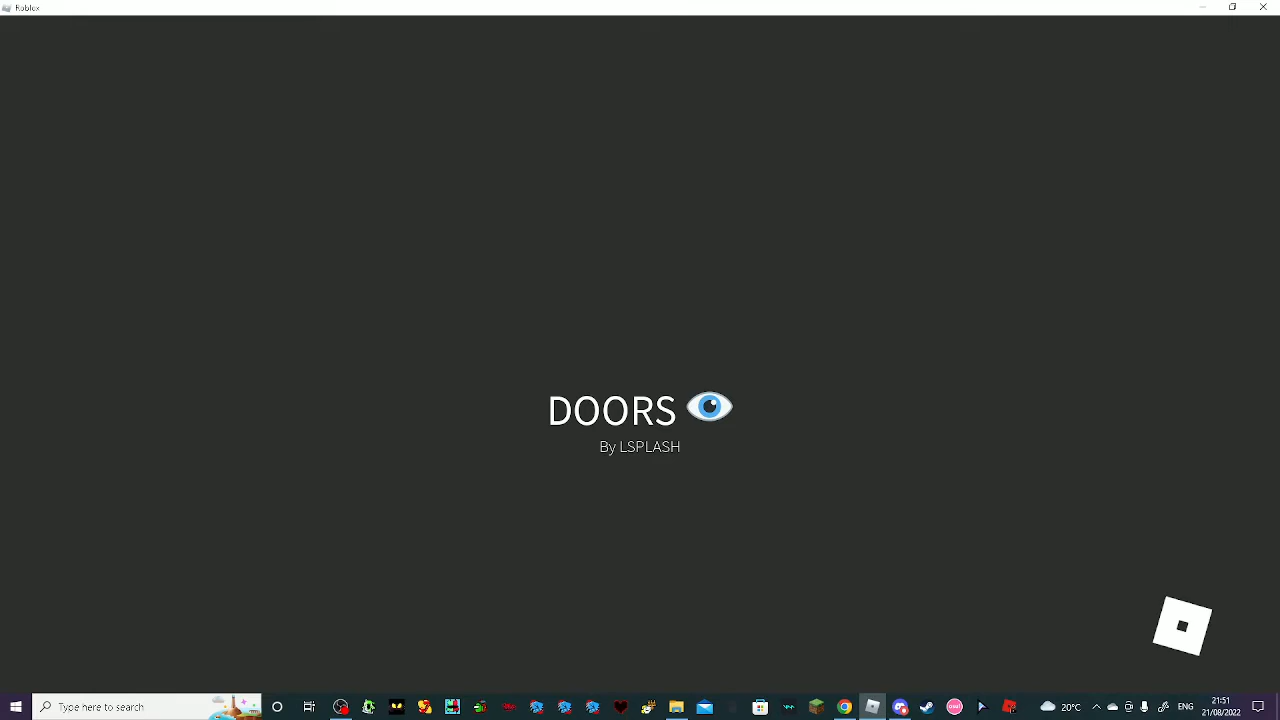 Roblox
DOORS 👁
By LSPLASH
Type here to search
20°C
ENG
21:51
21/08/2022